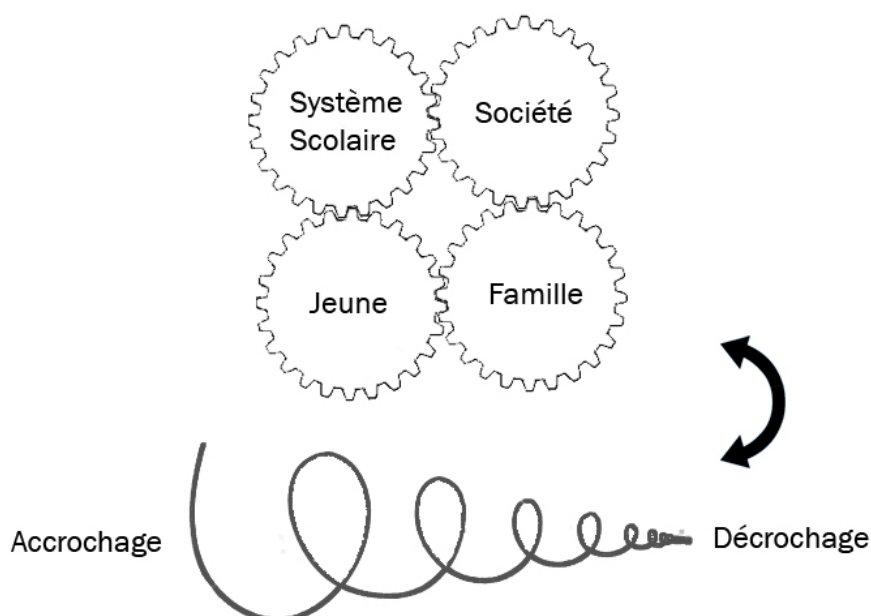 Système
Scolaire
Société
Jeune
Famille
Accrochage
Décrochage